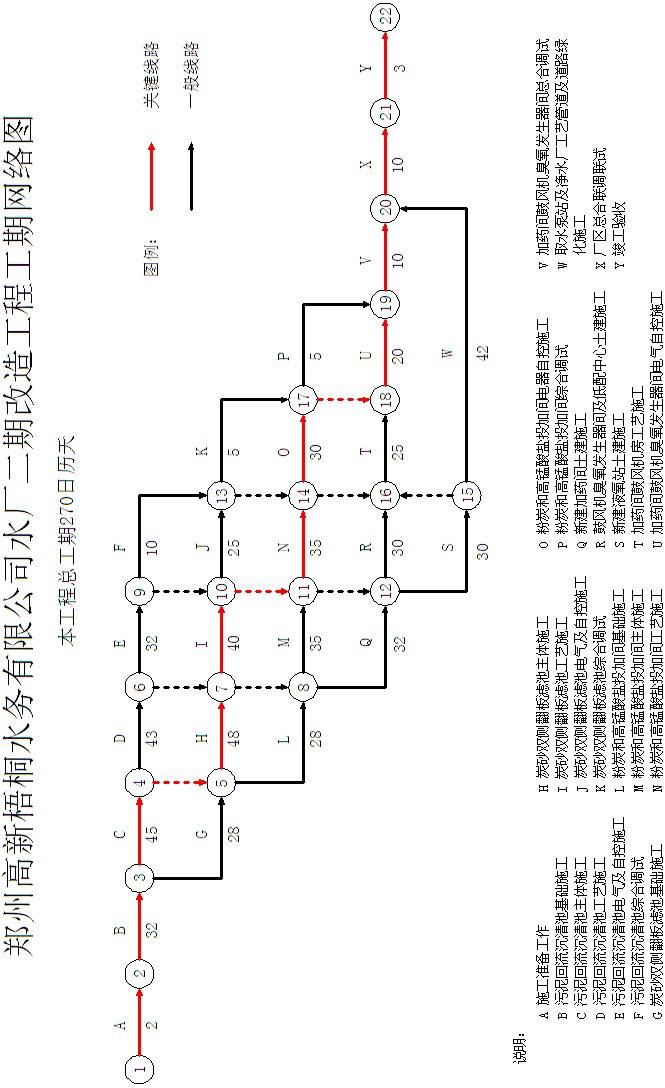 郑州高新梧桐水务有限公司水厂二期改造工程工期网络图
本工程总工期270日历天
图例:
关键线路
一般线路
1
A
2
2
B
32
3
C
45
4
D
43
6
E
32
9
F
10
G
28
5
H
48
7
I
40
10
J
25
13
K
5
L
28
8
M
35
11
N
35
14
O
30
17
P
5
Q
32
12
R
30
16
T
25
18
U
20
19
V
10
20
X
10
21
Y
3
22
S
30
15
W
42
说明:
A 施工准备工作
B 污泥回流沉清池基础施工
C 污泥回流沉清池主体施工
D 污泥回流沉清池工艺施工
E 污泥回流沉清池电气及自控施工
F 污泥回流沉清池综合调试
G 炭砂双侧翻板滤池基础施工
H 炭砂双侧翻板滤池主体施工
I 炭砂双侧翻板滤池工艺施工
J 炭砂双侧翻板滤池电气及自控施工
K 炭砂双侧翻板滤池综合调试
L 粉炭和高锰酸盐投加间基础施工
M 粉炭和高锰酸盐投加间主体施工
N 粉炭和高锰酸盐投加间工艺施工
O 粉炭和高锰酸盐投加间电器自控施工
P 粉炭和高锰酸盐投加间综合调试
Q 新建加药间土建施工
R 鼓风机臭氧发生器间及低配中心土建施工
S 新建液氧站土建施工
T 加药间鼓风机房工艺施工
U 加药间鼓风机臭氧发生器间电气自控施工
V 加药间鼓风机臭氧发生器间总合调试
W 取水泵站及净水厂工艺管道及道路绿
化施工
X 厂区总合联调联试
Y 竣工验收